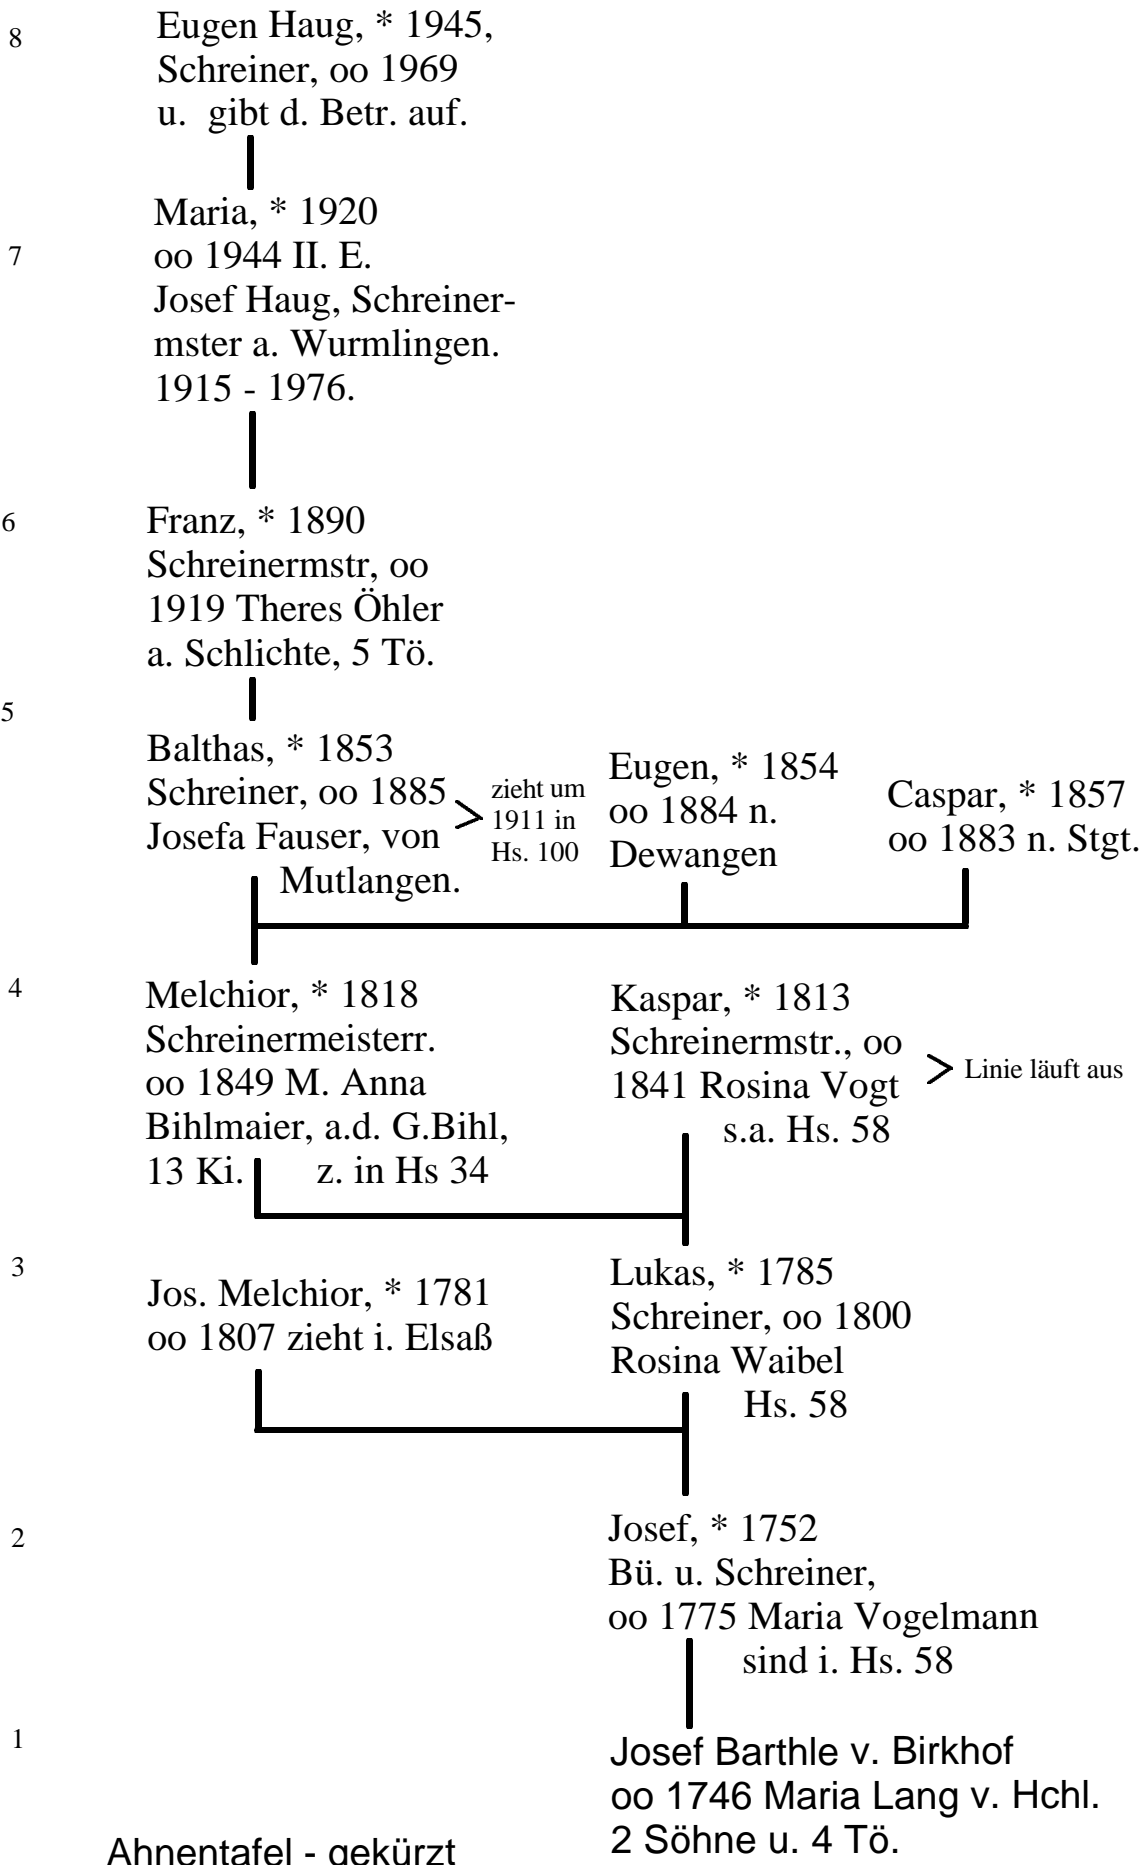 8
Eugen Haug, * 1945,
Schreiner, oo 1969
u. gibt d. Betr. auf.
7
Maria, * 1920
oo 1944 II. E.
Josef Haug, Schreiner-
mster a. Wurmlingen.
1915 - 1976.
6
Franz, * 1890
Schreinermstr, oo
1919 Theres Öhler
a. Schlichte, 5 Tö.
5
Balthas, * 1853
Schreiner, oo 1885
Josefa Fauser, von
Mutlangen.
zieht um
1911 in
Hs. 100
Eugen, * 1854
oo 1884 n.
Dewangen
Caspar, * 1857
oo 1883 n. Stgt.
4
Melchior, * 1818
Schreinermeisterr.
oo 1849 M. Anna
Bihlmaier, a.d. G.Bihl,
13 Ki. z. in Hs 34
Kaspar, * 1813
Schreinermstr., oo
1841 Rosina Vogt
s.a. Hs. 58
Linie läuft aus
3
Jos. Melchior, * 1781
oo 1807 zieht i. Elsaß
Lukas, * 1785
Schreiner, oo 1800
Rosina Waibel
Hs. 58
2
Josef, * 1752
Bü. u. Schreiner,
oo 1775 Maria Vogelmann
sind i. Hs. 58
1
Josef Barthle v. Birkhof
oo 1746 Maria Lang v. Hchl.
2 Söhne u. 4 Tö.
Ahnentafel - gekürzt